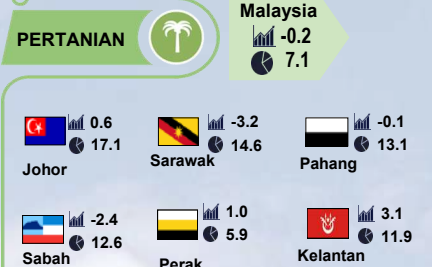 PERTANIAN
Malaysia
-0.2
7.1
0.6
17.1
Johor
-3.2
14.6
Sarawak
-0.1
13.1
Pahang
-2.4
12.6
Sabah
1.0
5.9
Perak
3.1
11.9
Kelantan